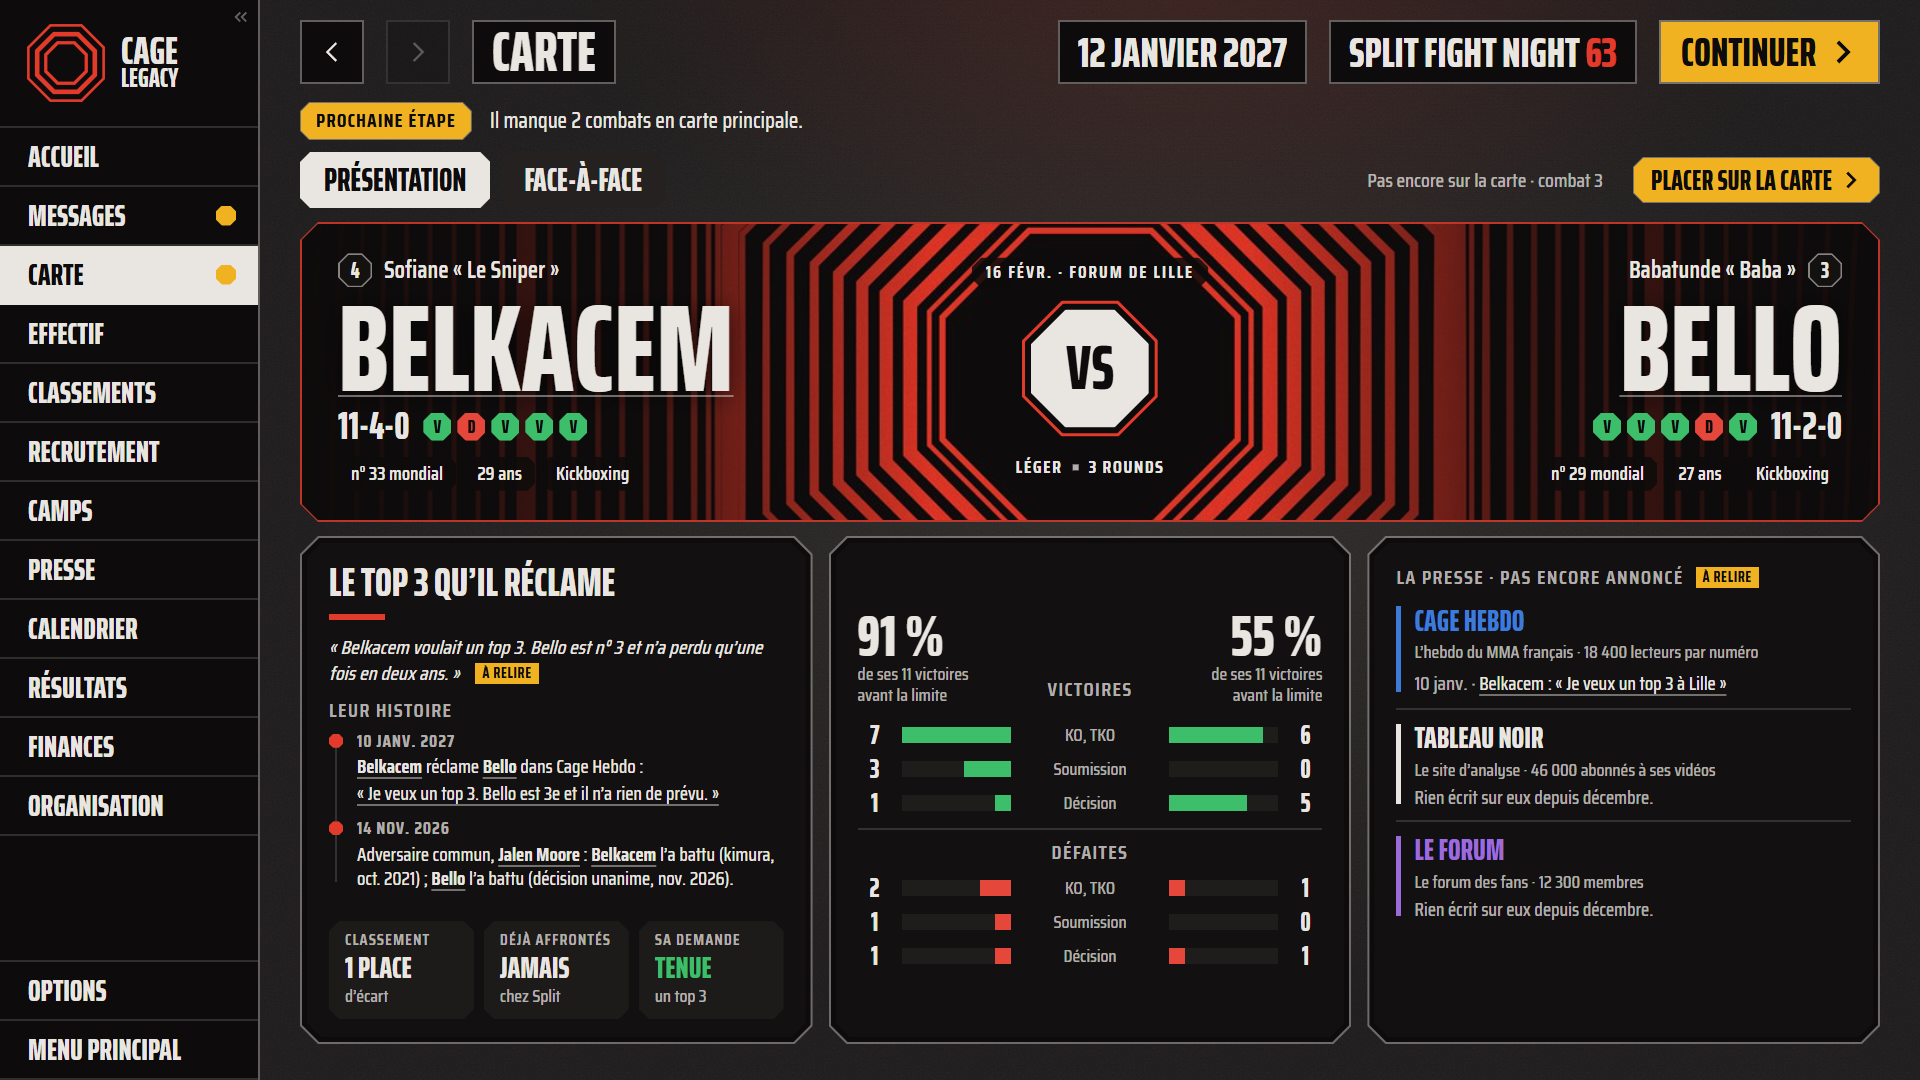 CAGE
LEGACY
ACCUEIL
MESSAGES
CARTE
EFFECTIF
CLASSEMENTS
RECRUTEMENT
CAMPS
PRESSE
CALENDRIER
RÉSULTATS
FINANCES
ORGANISATION
OPTIONS
MENU PRINCIPAL
CARTE
12 JANVIER 2027
SPLIT FIGHT NIGHT 63
CONTINUER
PROCHAINE ÉTAPE Il manque 2 combats en carte principale.
PRÉSENTATION FACE-À-FACE
Pas encore sur la carte · combat 3
PLACER SUR LA CARTE
4 Sofiane « Le Sniper »
BELKACEM
11-4-0 V D V V V
n° 33 mondial 29 ans Kickboxing
16 FÉVR. · FORUM DE LILLE
VS
LÉGER ▪ 3 ROUNDS
Babatunde « Baba » 3
BELLO
V V V D V 11-2-0
n° 29 mondial 27 ans Kickboxing
LE TOP 3 QU’IL RÉCLAME
« Belkacem voulait un top 3. Bello est n° 3 et n’a perdu qu’une
fois en deux ans. » À RELIRE
LEUR HISTOIRE
10 JANV. 2027
Belkacem réclame Bello dans Cage Hebdo :
« Je veux un top 3. Bello est 3e et il n’a rien de prévu. »
14 NOV. 2026
Adversaire commun, Jalen Moore : Belkacem l’a battu (kimura,
oct. 2021) ; Bello l’a battu (décision unanime, nov. 2026).
CLASSEMENT
1 PLACE
d’écart
DÉJÀ AFFRONTÉS
JAMAIS
chez Split
SA DEMANDE
TENUE
un top 3
91 %
de ses 11 victoires
avant la limite
55 %
de ses 11 victoires
avant la limite
VICTOIRES
7 KO, TKO 6
3 Soumission 0
1 Décision 5
DÉFAITES
2 KO, TKO 1
1 Soumission 0
1 Décision 1
LA PRESSE · PAS ENCORE ANNONCÉ À RELIRE
CAGE HEBDO
L’hebdo du MMA français · 18 400 lecteurs par numéro
10 janv. · Belkacem : « Je veux un top 3 à Lille »
TABLEAU NOIR
Le site d’analyse · 46 000 abonnés à ses vidéos
Rien écrit sur eux depuis décembre.
LE FORUM
Le forum des fans · 12 300 membres
Rien écrit sur eux depuis décembre.